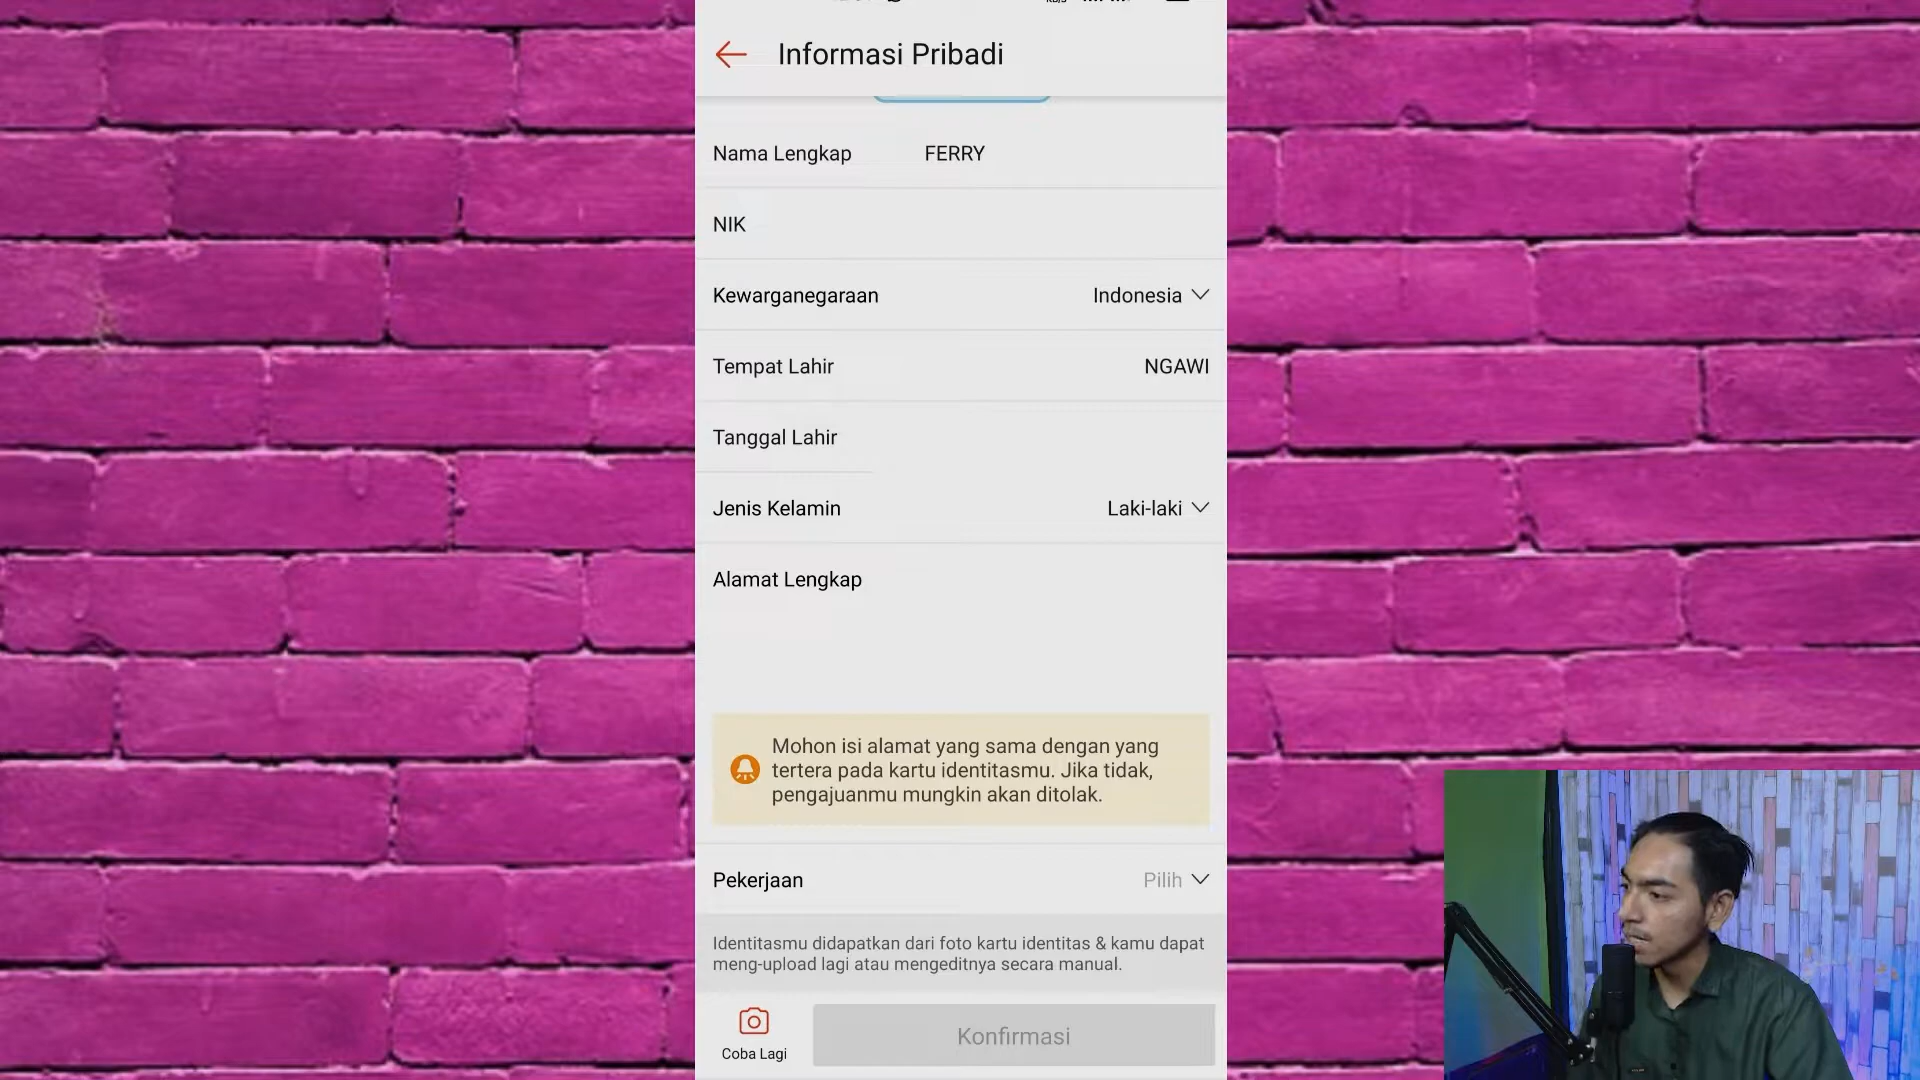 Informasi Pribadi
Nama Lengkap FERRY
NIK
Kewarganegaraan Indonesia
Tempat Lahir NGAWI
Tanggal Lahir
Jenis Kelamin Laki-laki
Alamat Lengkap
Mohon isi alamat yang sama dengan yang
tertera pada kartu identitasmu. Jika tidak,
pengajuanmu mungkin akan ditolak.
Pekerjaan Pilih
Identitasmu didapatkan dari foto kartu identitas & kamu dapat
meng-upload lagi atau mengeditnya secara manual.
Coba Lagi
Konfirmasi